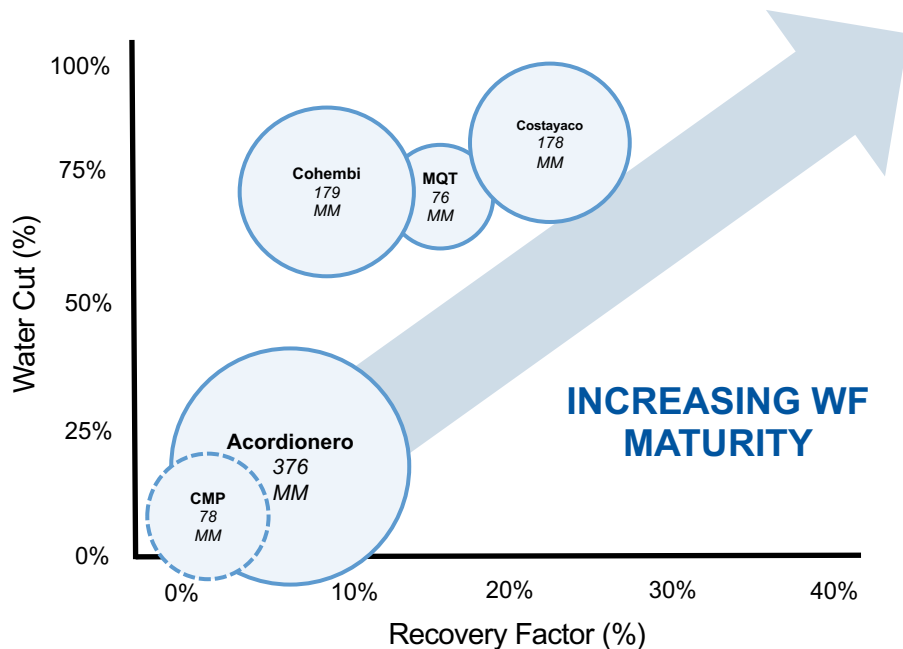 100%
75%
50%
25%
0%
Water Cut (%)
Cohembi
179
MM
MQT
76
MM
Costayaco
178
MM
Acordionero
376
MM
CMP
78
MM
INCREASING WF
MATURITY
0%
10%
20%
30%
40%
Recovery Factor (%)